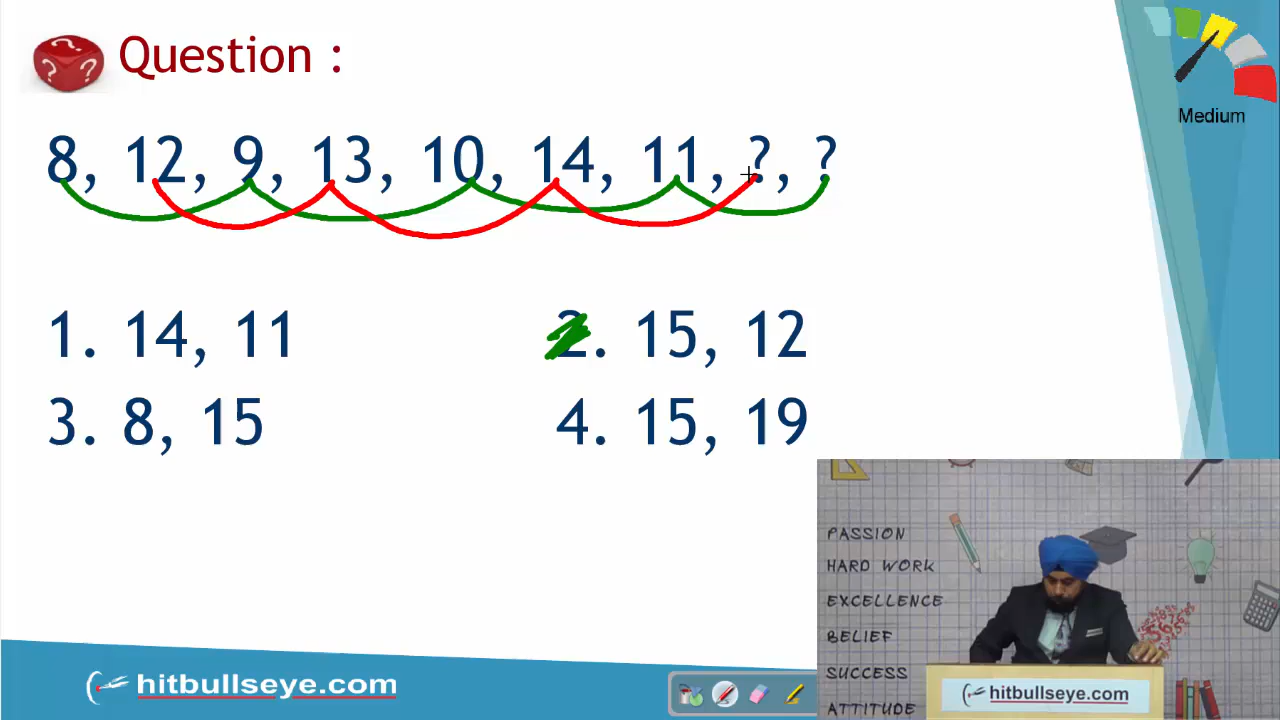 Question :
Medium
8, 12, 9, 13, 10, 14, 11, ?, ?
1. 14, 11
2. 15, 12
3. 8, 15
4. 15, 19
PASSION
HARD WORK
EXCELLENCE
BELIEF
SUCCESS
ATTITUDE
hitbullseye.com
hitbullseye.com